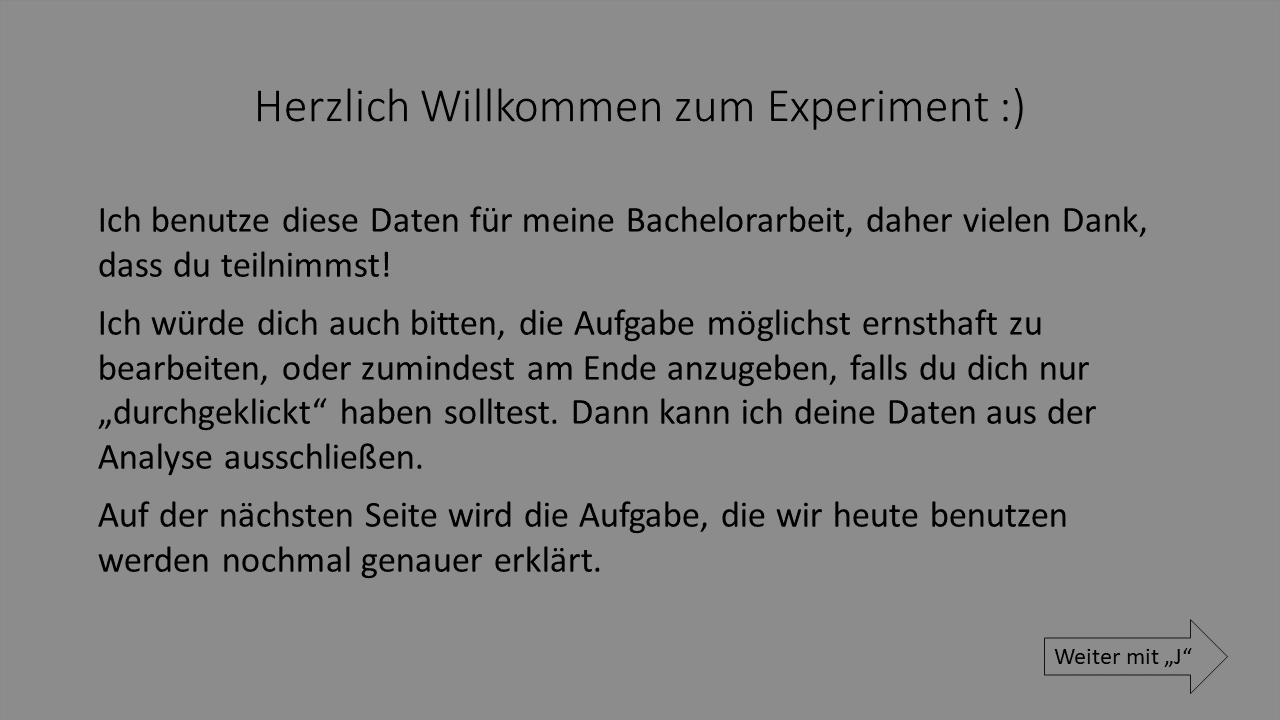 Herzlich Willkommen zum Experiment :)
Ich benutze diese Daten für meine Bachelorarbeit, daher vielen Dank,
dass du teilnimmst!
Ich würde dich auch bitten, die Aufgabe möglichst ernsthaft zu
bearbeiten, oder zumindest am Ende anzugeben, falls du dich nur
„durchgeklickt“ haben solltest. Dann kann ich deine Daten aus der
Analyse ausschließen.
Auf der nächsten Seite wird die Aufgabe, die wir heute benutzen
werden nochmal genauer erklärt.
Weiter mit „J“